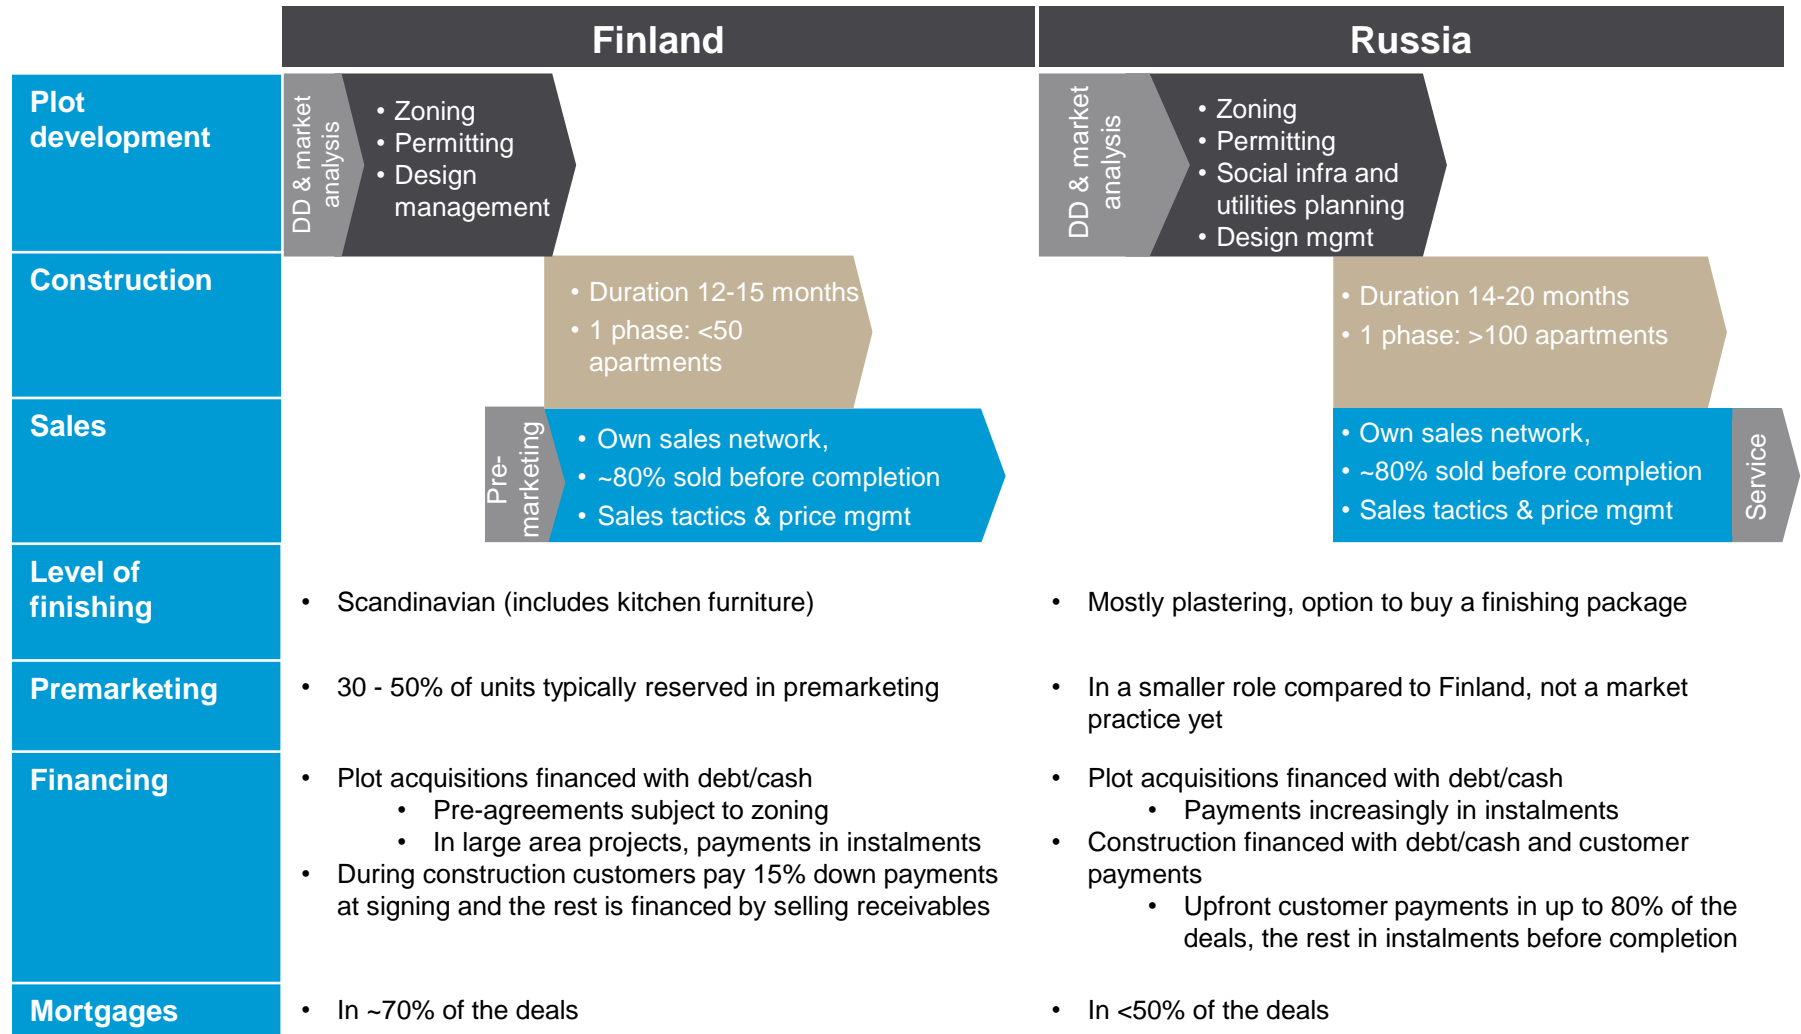 Finland
Russia
Plot
development
DD & market
analysis
• Zoning
• Permitting
• Design
management
DD & market
analysis
• Zoning
• Permitting
• Social infra and
utilities planning
• Design mgmt
Construction
• Duration 12-15 months
• 1 phase: <50
apartments
• Duration 14-20 months
• 1 phase: >100 apartments
Sales
Pre-
marketing
• Own sales network,
• ~80% sold before completion
• Sales tactics & price mgmt
• Own sales network,
• ~80% sold before completion
• Sales tactics & price mgmt
Service
Level of
finishing
• Scandinavian (includes kitchen furniture)
• Mostly plastering, option to buy a finishing package
Premarketing
• 30 - 50% of units typically reserved in premarketing
• In a smaller role compared to Finland, not a market
practice yet
Financing
• Plot acquisitions financed with debt/cash
• Pre-agreements subject to zoning
• In large area projects, payments in instalments
• During construction customers pay 15% down payments
at signing and the rest is financed by selling receivables
• Plot acquisitions financed with debt/cash
• Payments increasingly in instalments
• Construction financed with debt/cash and customer
payments
• Upfront customer payments in up to 80% of the
deals, the rest in instalments before completion
Mortgages
• In ~70% of the deals
• In <50% of the deals